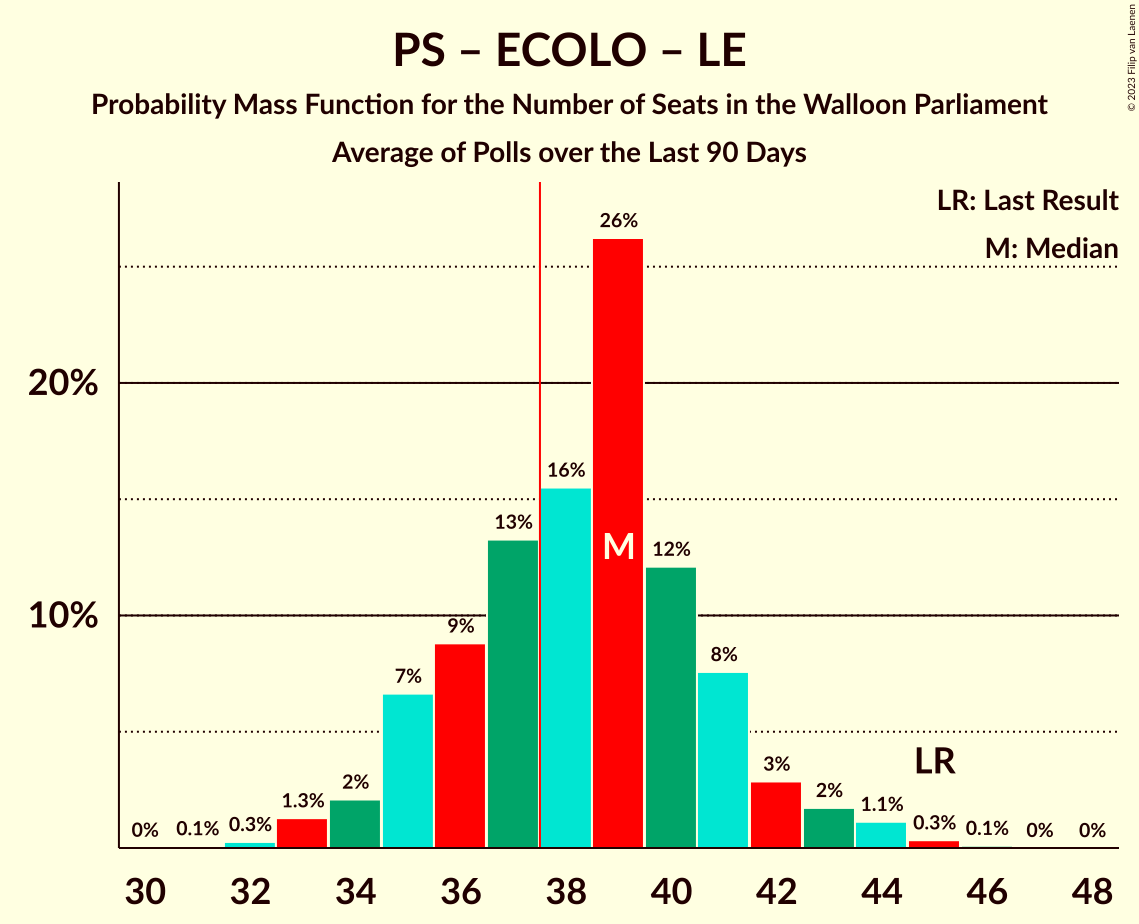 PS – ECOLO – LE
Probability Mass Function for the Number of Seats in the Walloon Parliament
Average of Polls over the Last 90 Days
© 2023 Filip van Laenen
LR: Last Result
M: Median
20%
10%
0%
0.1%
0.3%
1.3%
2%
7%
9%
13%
16%
26%
M
12%
8%
3%
2%
1.1%
LR
0.3%
0.1%
0%
0%
30 32 34 36 38 40 42 44 46 48